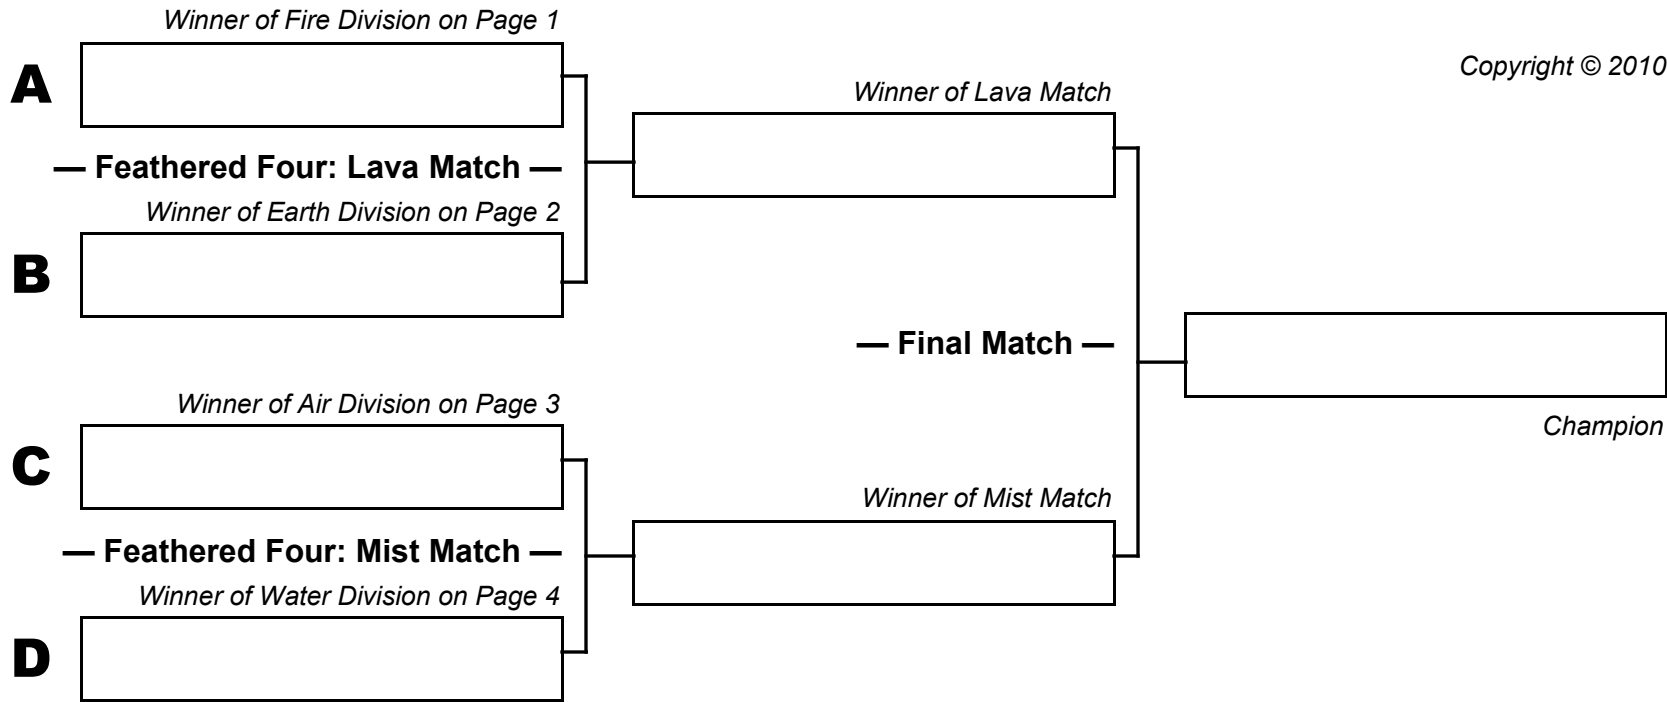 Winner of Fire Division on Page 1
A
Copyright © 2010
Winner of Lava Match
— Feathered Four: Lava Match —
Winner of Earth Division on Page 2
B
— Final Match —
Winner of Air Division on Page 3
Champion
C
Winner of Mist Match
— Feathered Four: Mist Match —
Winner of Water Division on Page 4
D